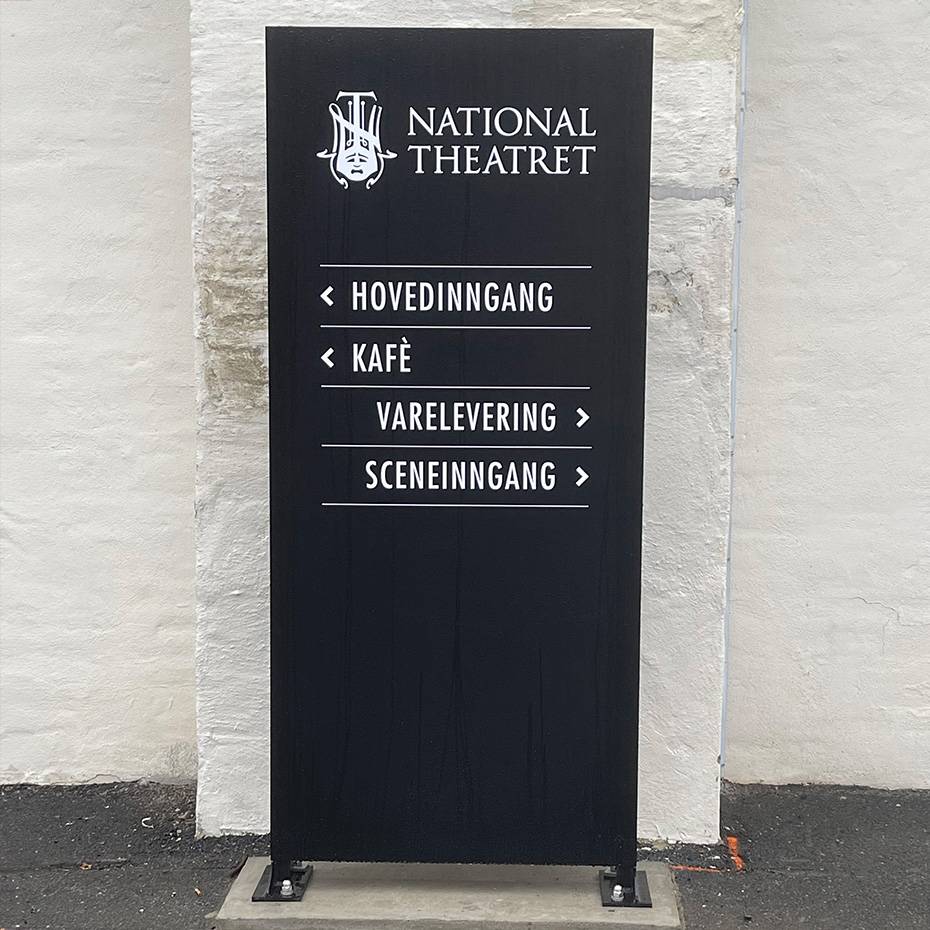 NATIONAL
THEATRET
HOVEDINNGANG
KAFÈ
VARELEVERING
SCENEINNGANG